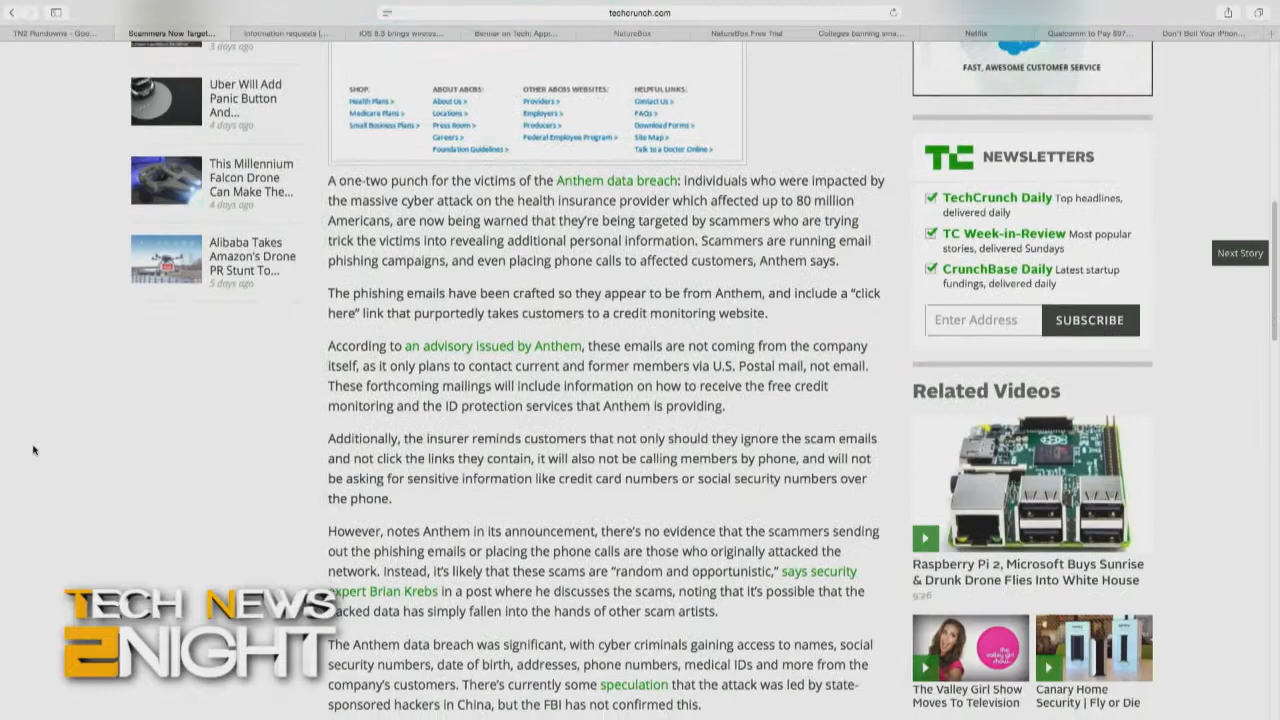 techcrunch.com
TN2 Rundowns - Goo...
Scammers Now Target...
Information requests |...
iOS 8.3 brings wireless...
Benner on Tech: Appl...
NatureBox
NatureBox Free Trial
Colleges banning sma...
Netflix
Qualcomm to Pay $97...
Don't Boil Your iPhon...
3 days ago
Uber Will Add
Panic Button
And...
4 days ago
This Millennium
Falcon Drone
Can Make The...
4 days ago
Alibaba Takes
Amazon's Drone
PR Stunt To...
5 days ago
SHOP:
Health Plans >
Medicare Plans >
Small Business Plans >
ABOUT ABCBS:
About Us >
Locations >
Press Room >
Careers >
Foundation Guidelines >
OTHER ABCBS WEBSITES:
Providers >
Employers >
Producers >
Federal Employee Program >
HELPFUL LINKS:
Contact Us >
FAQs >
Download Forms >
Site Map >
Talk to a Doctor Online >
A one-two punch for the victims of the Anthem data breach: individuals who were impacted by
the massive cyber attack on the health insurance provider which affected up to 80 million
Americans, are now being warned that they're being targeted by scammers who are trying
trick the victims into revealing additional personal information. Scammers are running email
phishing campaigns, and even placing phone calls to affected customers, Anthem says.
The phishing emails have been crafted so they appear to be from Anthem, and include a "click
here" link that purportedly takes customers to a credit monitoring website.
According to an advisory issued by Anthem, these emails are not coming from the company
itself, as it only plans to contact current and former members via U.S. Postal mail, not email.
These forthcoming mailings will include information on how to receive the free credit
monitoring and the ID protection services that Anthem is providing.
Additionally, the insurer reminds customers that not only should they ignore the scam emails
and not click the links they contain, it will also not be calling members by phone, and will not
be asking for sensitive information like credit card numbers or social security numbers over
the phone.
However, notes Anthem in its announcement, there's no evidence that the scammers sending
out the phishing emails or placing the phone calls are those who originally attacked the
network. Instead, it's likely that these scams are "random and opportunistic," says security
expert Brian Krebs in a post where he discusses the scams, noting that it's possible that the
hacked data has simply fallen into the hands of other scam artists.
The Anthem data breach was significant, with cyber criminals gaining access to names, social
security numbers, date of birth, addresses, phone numbers, medical IDs and more from the
company's customers. There's currently some speculation that the attack was led by state-
sponsored hackers in China, but the FBI has not confirmed this.
FAST, AWESOME CUSTOMER SERVICE
TC NEWSLETTERS
TechCrunch Daily Top headlines,
delivered daily
TC Week-in-Review Most popular
stories, delivered Sundays
CrunchBase Daily Latest startup
fundings, delivered daily
Enter Address
SUBSCRIBE
Next Story
Related Videos
Raspberry Pi 2, Microsoft Buys Sunrise
& Drunk Drone Flies Into White House
9:26
the valley girl show
The Valley Girl Show
Moves To Television
Canary Home
Security | Fly or Die
TECH NEWS
2NIGHT